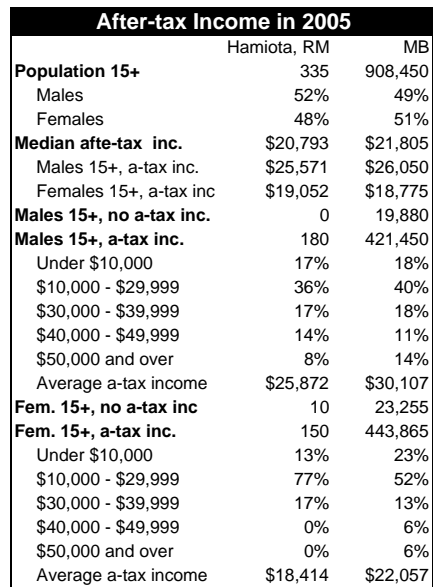 After-tax Income in 2005
Hamiota, RM MB
Population 15+ 335 908,450
Males 52% 49%
Females 48% 51%
Median afte-tax inc. $20,793 $21,805
Males 15+, a-tax inc. $25,571 $26,050
Females 15+, a-tax inc $19,052 $18,775
Males 15+, no a-tax inc. 0 19,880
Males 15+, a-tax inc. 180 421,450
Under $10,000 17% 18%
$10,000 - $29,999 36% 40%
$30,000 - $39,999 17% 18%
$40,000 - $49,999 14% 11%
$50,000 and over 8% 14%
Average a-tax income $25,872 $30,107
Fem. 15+, no a-tax inc 10 23,255
Fem. 15+, a-tax inc. 150 443,865
Under $10,000 13% 23%
$10,000 - $29,999 77% 52%
$30,000 - $39,999 17% 13%
$40,000 - $49,999 0% 6%
$50,000 and over 0% 6%
Average a-tax income $18,414 $22,057